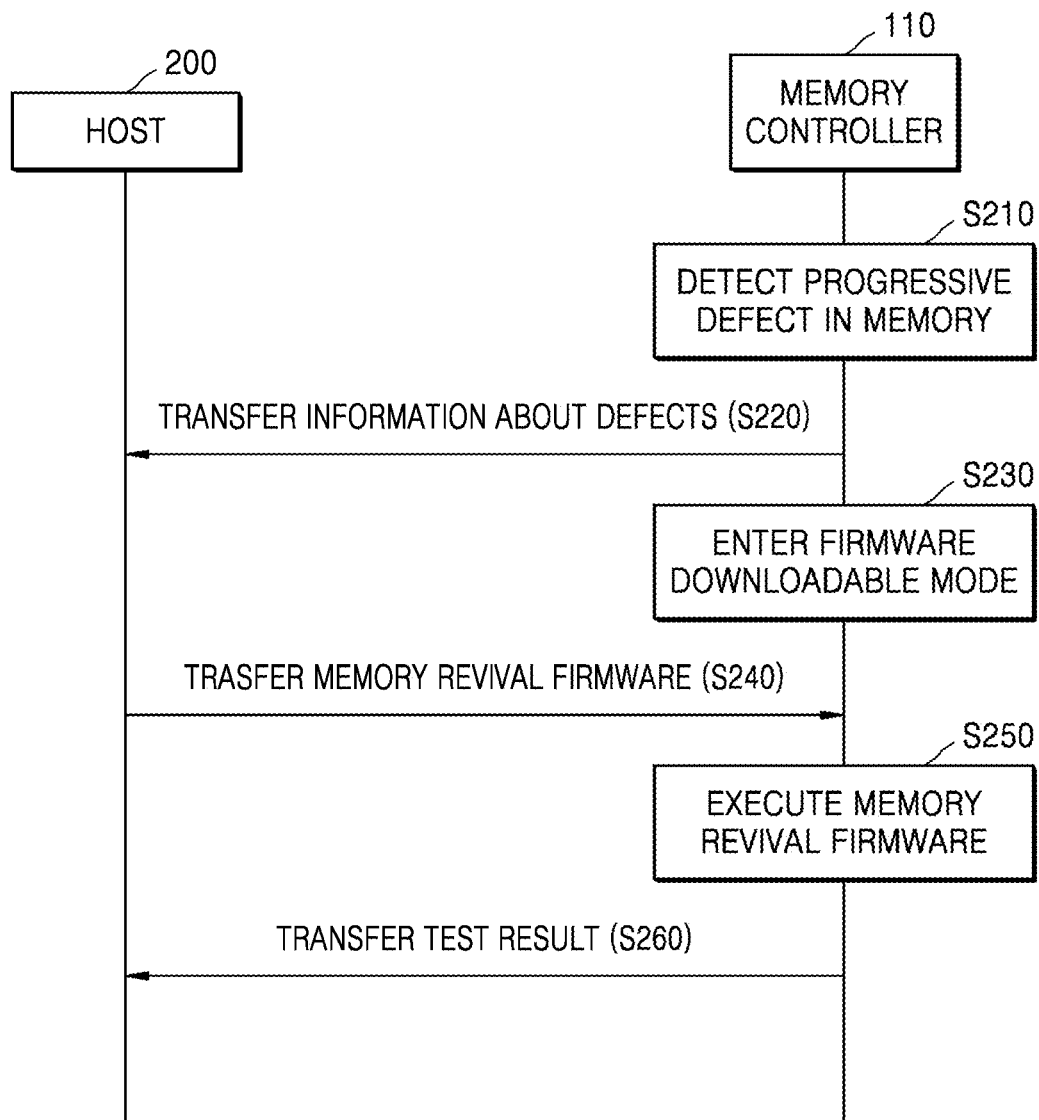 110
200
MEMORY
CONTROLLER
HOST
S210
DETECT PROGRESSIVE
DEFECT IN MEMORY
TRANSFER INFORMATION ABOUT DEFECTS (S220)
S230
ENTER FIRMWARE
DOWNLOADABLE MODE
TRASFER MEMORY REVIVAL FIRMWARE (S240)
S250
EXECUTE MEMORY
REVIVAL FIRMWARE
TRANSFER TEST RESULT (S260)